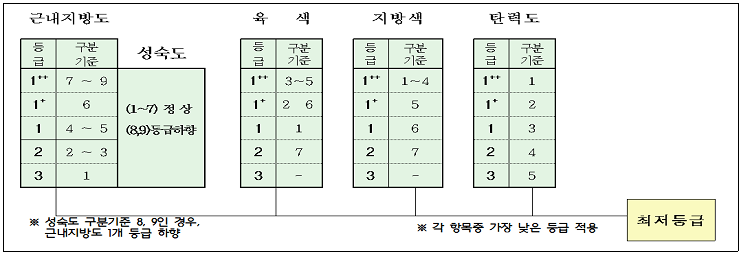 근내지방도 육 색 지방색 탄력도
성숙도
등급 구분기준 등급 구분기준 등급 구분기준 등급 구분기준
1++ 7 ~ 9 1++ 3~5 1++ 1~4 1++ 1
1+ 6 1+ 2 6 1+ 5 1+ 2
(1~7) 정 상
1 4 ~ 5 1 1 1 6 1 3
(8,9)등급하향
2 2 ~ 3 2 7 2 7 2 4
3 1 3 - 3 - 3 5
※ 성숙도 구분기준 8, 9인 경우,
근내지방도 1개 등급 하향
※ 각 항목중 가장 낮은 등급 적용
최저등급